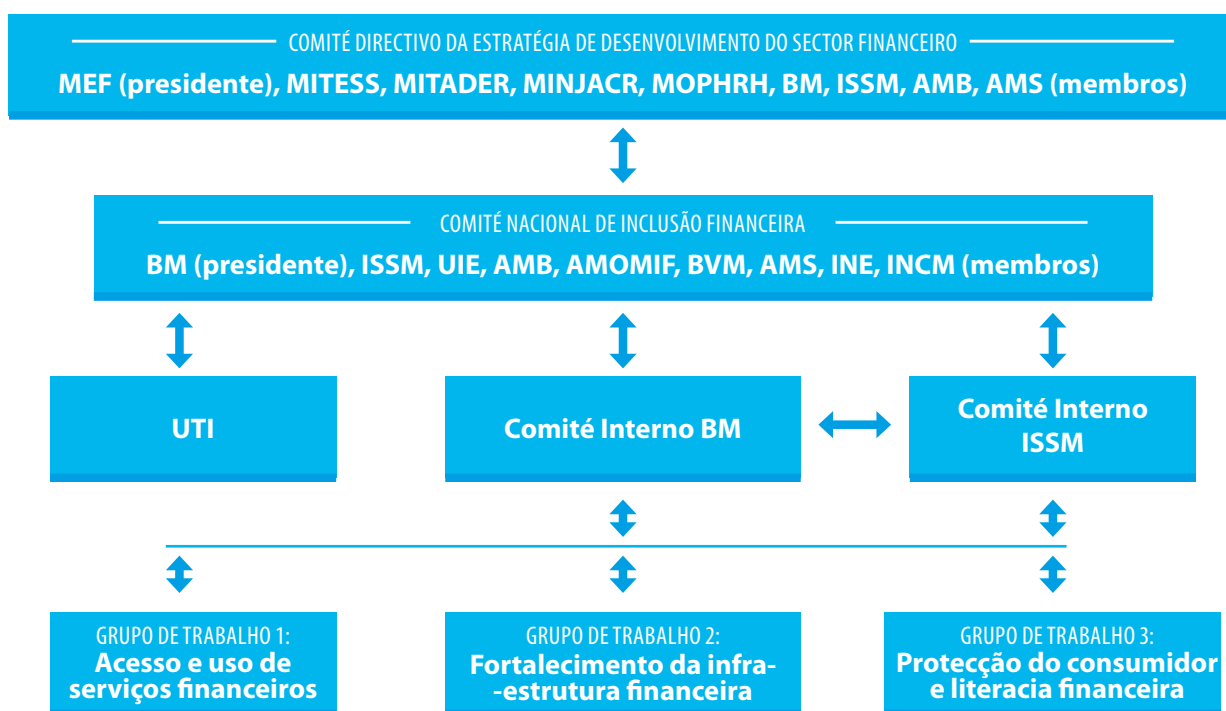 COMITÉ DIRECTIVO DA ESTRATÉGIA DE DESENVOLVIMENTO DO SECTOR FINANCEIRO
MEF (presidente), MITESS, MITADER, MINJACR, MOPHRH, BM, ISSM, AMB, AMS (membros)
COMITÉ NACIONAL DE INCLUSÃO FINANCEIRA
BM (presidente), ISSM, UIE, AMB, AMOMIF, BVM, AMS, INE, INCM (membros)
UTI
Comité Interno BM
Comité Interno
ISSM
GRUPO DE TRABALHO 1:
Acesso e uso de
serviços financeiros
GRUPO DE TRABALHO 2:
Fortalecimento da infra-
-estrutura financeira
GRUPO DE TRABALHO 3:
Protecção do consumidor
e literacia financeira